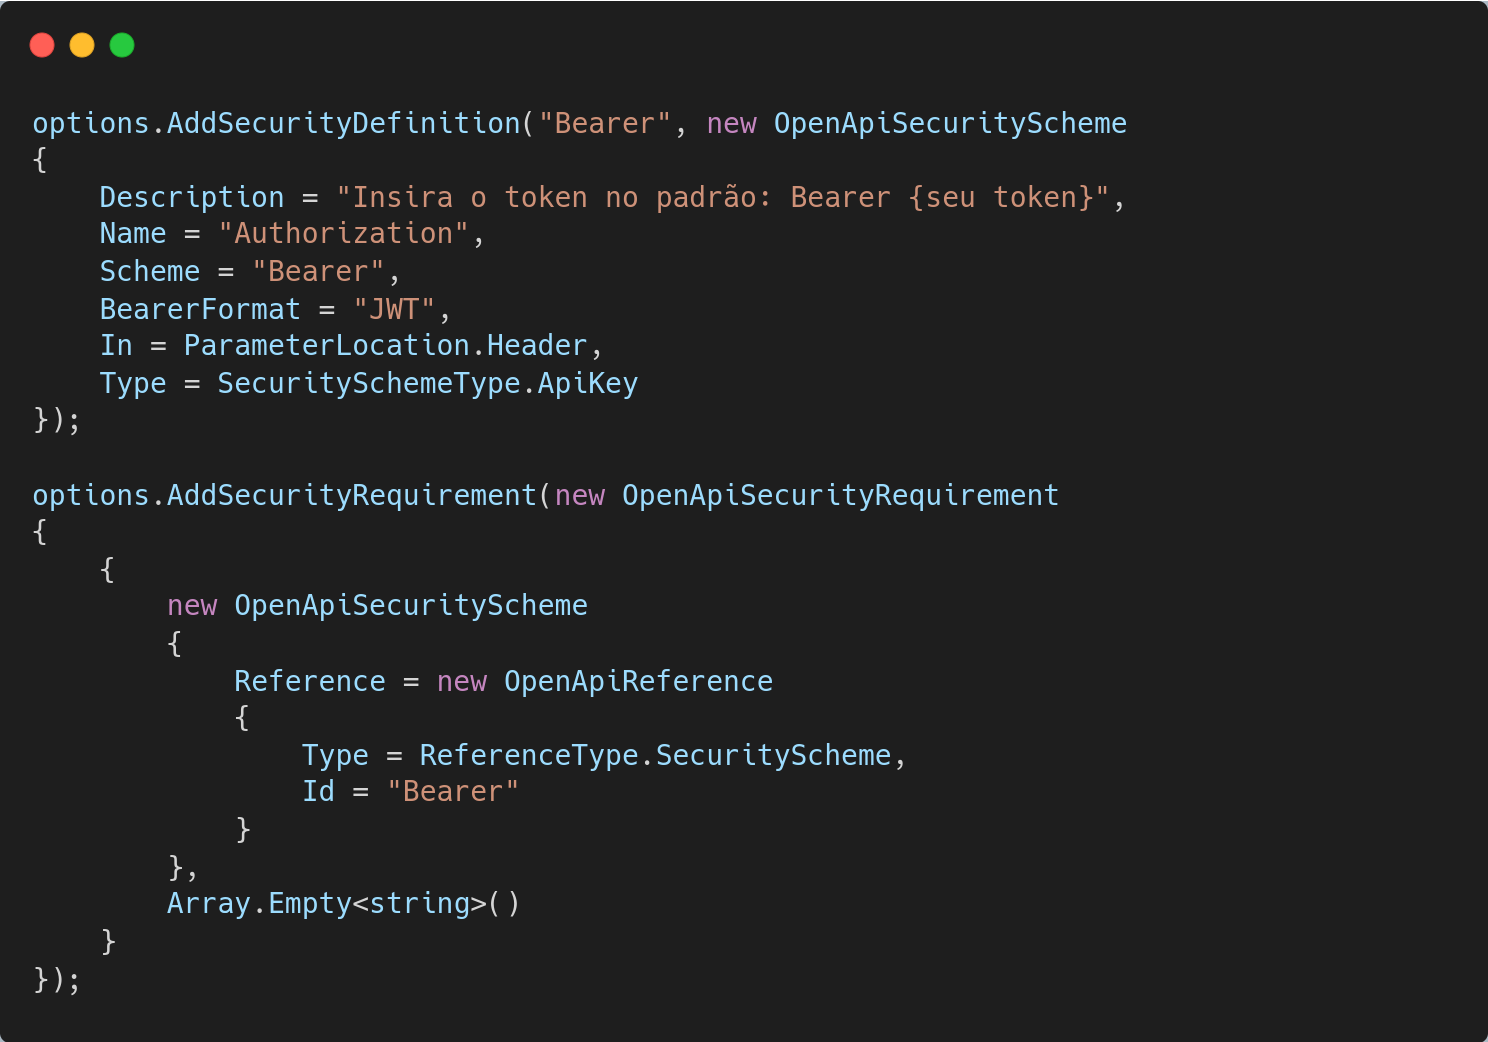 options.AddSecurityDefinition("Bearer", new OpenApiSecurityScheme
{
    Description = "Insira o token no padrão: Bearer {seu token}",
    Name = "Authorization",
    Scheme = "Bearer",
    BearerFormat = "JWT",
    In = ParameterLocation.Header,
    Type = SecuritySchemeType.ApiKey
});

options.AddSecurityRequirement(new OpenApiSecurityRequirement
{
    {
        new OpenApiSecurityScheme
        {
            Reference = new OpenApiReference
            {
                Type = ReferenceType.SecurityScheme,
                Id = "Bearer"
            }
        },
        Array.Empty<string>()
    }
});